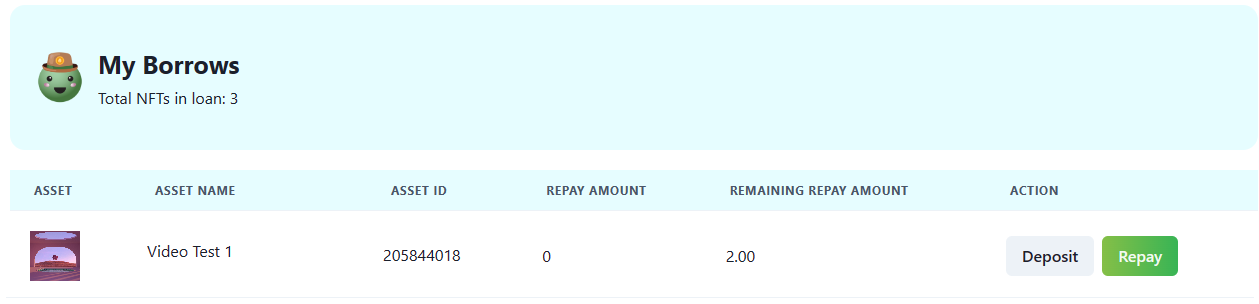 My Borrows
Total NFTs in loan: 3
ASSET ASSET NAME ASSET ID REPAY AMOUNT REMAINING REPAY AMOUNT ACTION
Video Test 1 205844018 0 2.00 Deposit Repay